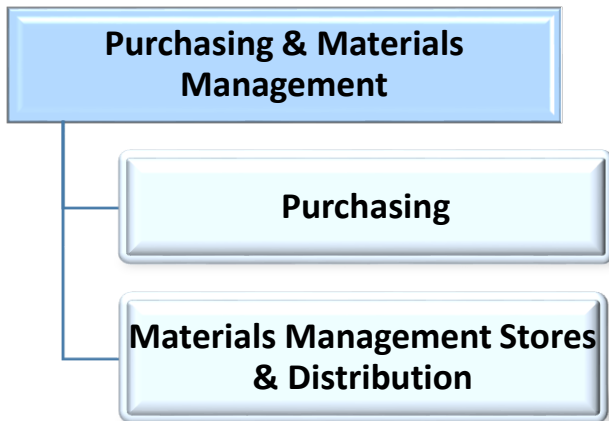 Purchasing & Materials
Management
Purchasing
Materials Management Stores
& Distribution